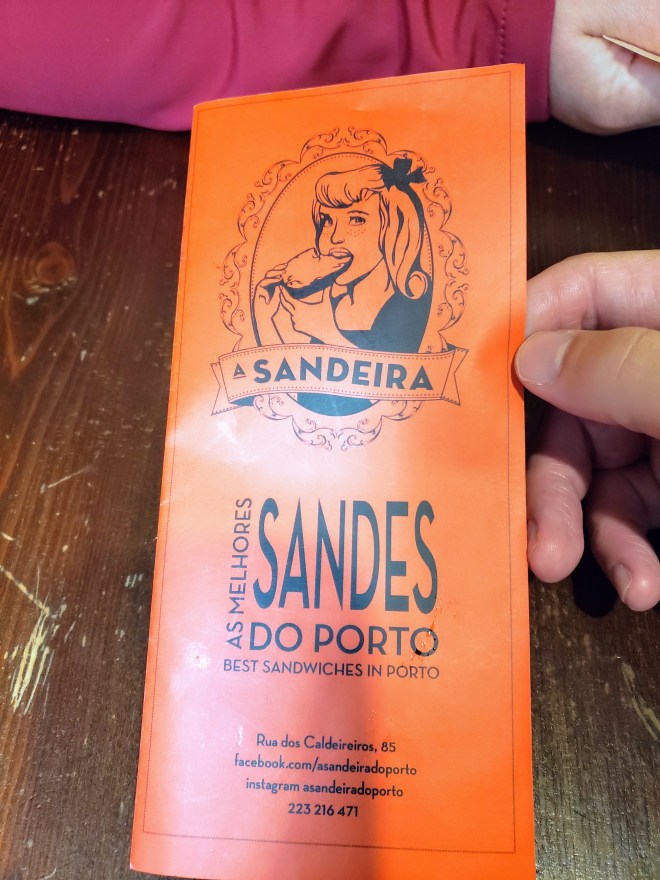 A SANDEIRA
AS MELHORES
SANDES
DO PORTO
BEST SANDWICHES IN PORTO
Rua dos Caldeireiros, 85
facebook.com/asandeiradoporto
instagram asandeiradoporto
223 216 471